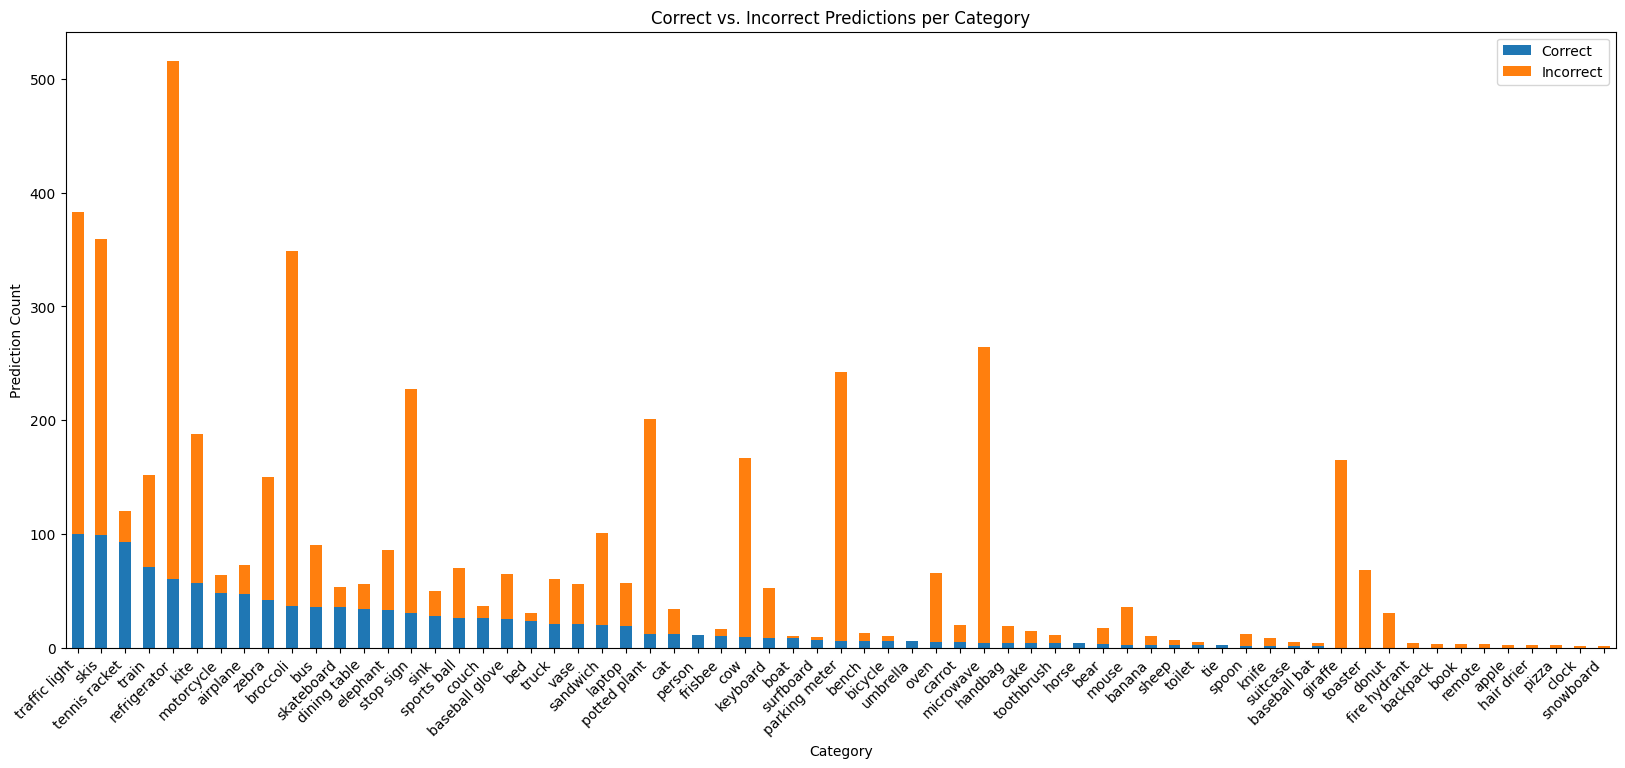 Correct vs. Incorrect Predictions per Category
Correct
Incorrect
Prediction Count
500
400
300
200
100
0
traffic light
skis
tennis racket
train
refrigerator
kite
motorcycle
airplane
zebra
broccoli
bus
skateboard
dining table
elephant
stop sign
sink
sports ball
couch
baseball glove
bed
truck
vase
sandwich
laptop
potted plant
cat
person
frisbee
cow
keyboard
boat
surfboard
parking meter
bench
bicycle
umbrella
oven
carrot
microwave
handbag
cake
toothbrush
horse
bear
mouse
banana
sheep
toilet
tie
spoon
knife
suitcase
baseball bat
giraffe
toaster
donut
fire hydrant
backpack
book
remote
apple
hair drier
pizza
clock
snowboard
Category